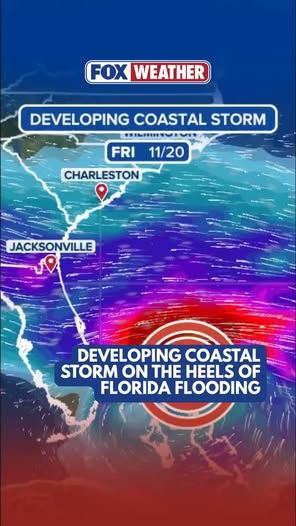 FOX WEATHER
DEVELOPING COASTAL STORM
WILMINGTON
FRI 11/20
CHARLESTON
JACKSONVILLE
DEVELOPING COASTAL
STORM ON THE HEELS OF
FLORIDA FLOODING